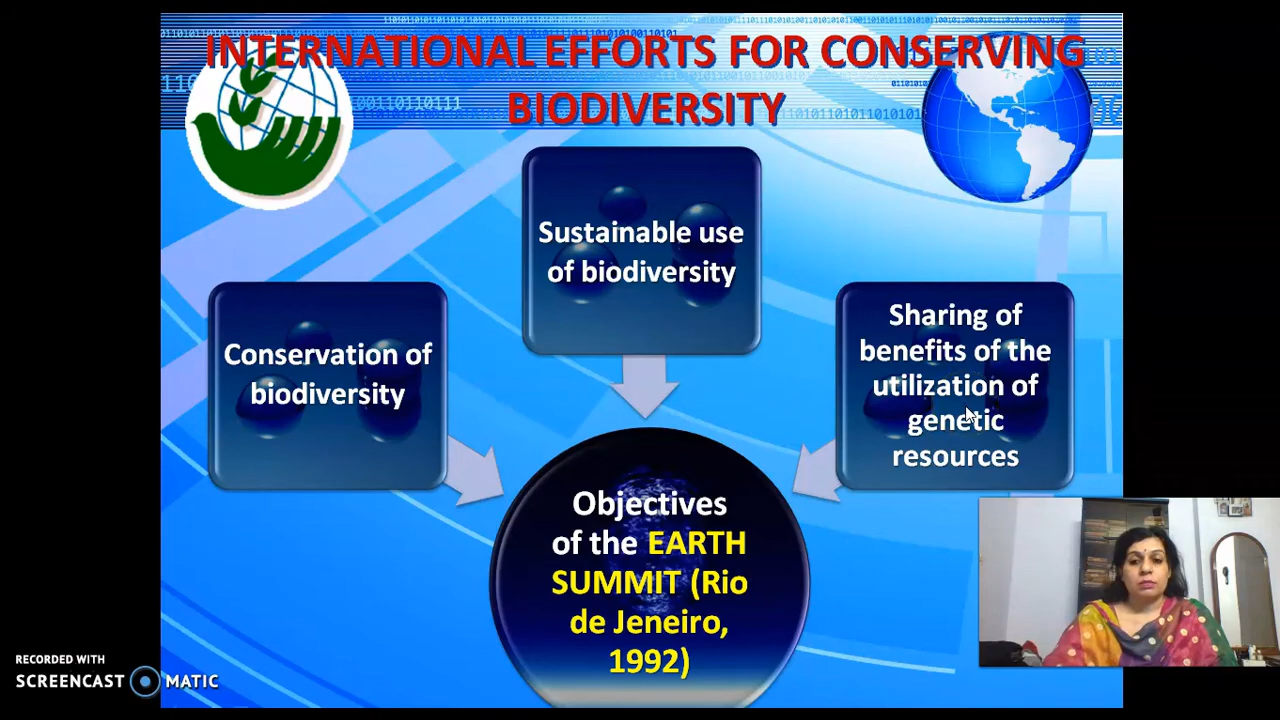 INTERNATIONAL EFFORTS FOR CONSERVING
BIODIVERSITY
Sustainable use
of biodiversity
Conservation of
biodiversity
Sharing of
benefits of the
utilization of
genetic
resources
Objectives
of the EARTH
SUMMIT (Rio
de Jeneiro,
1992)
RECORDED WITH
SCREENCAST MATIC